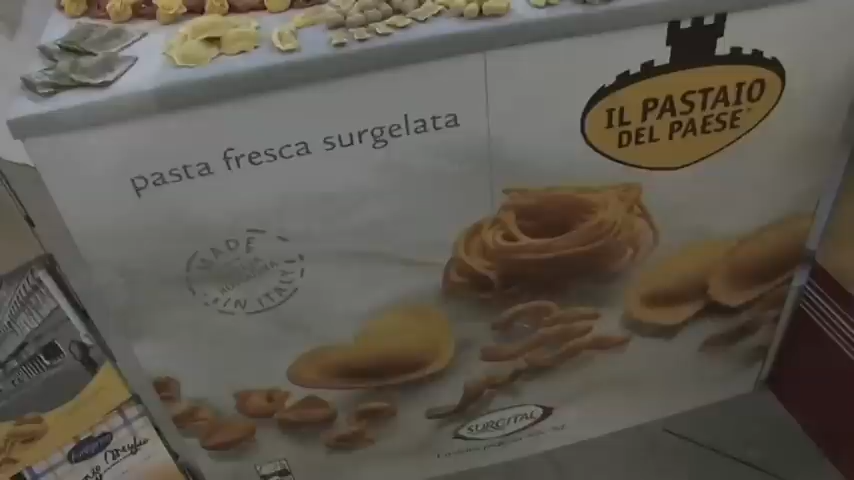 IL PASTAIO
DEL PAESE
pasta fresca surgelata
MADE
IN ITALY
SURGITAL